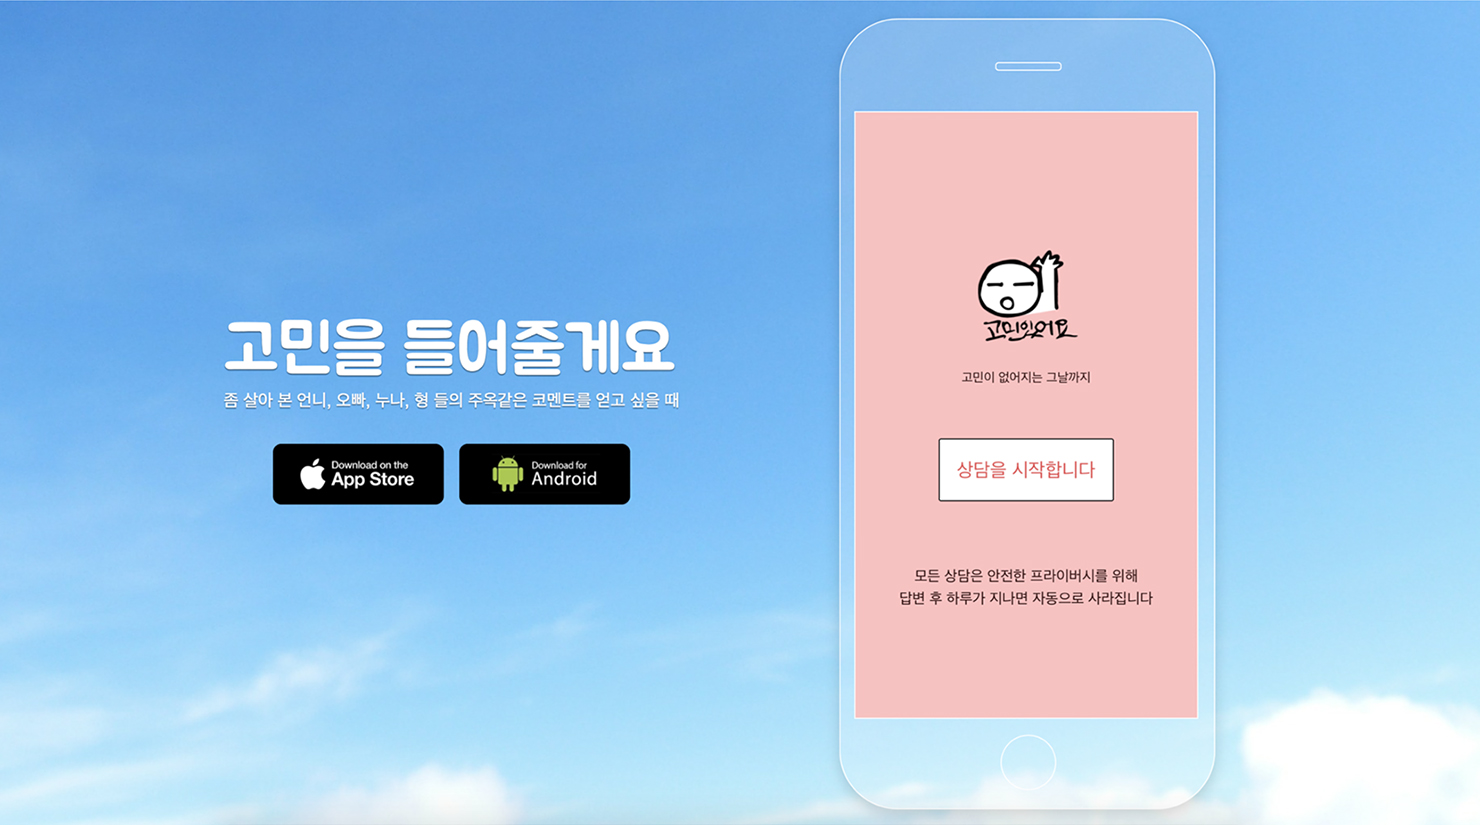 고민을 들어줄게요
좀 살아 본 언니, 오빠, 누나, 형 들의 주옥같은 코멘트를 얻고 싶을 때
Download on the
App Store
Download for
Android
고민있어요
고민이 없어지는 그날까지
상담을 시작합니다
모든 상담은 안전한 프라이버시를 위해
답변 후 하루가 지나면 자동으로 사라집니다